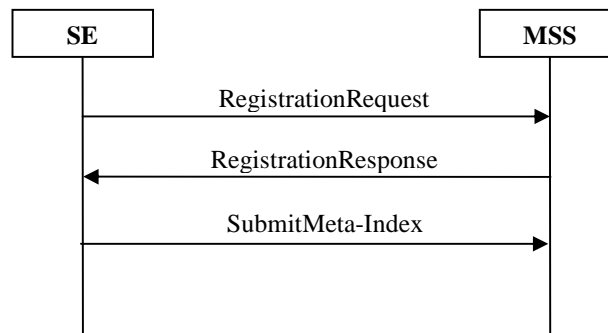 SE
MSS
RegistrationRequest
RegistrationResponse
SubmitMeta-Index